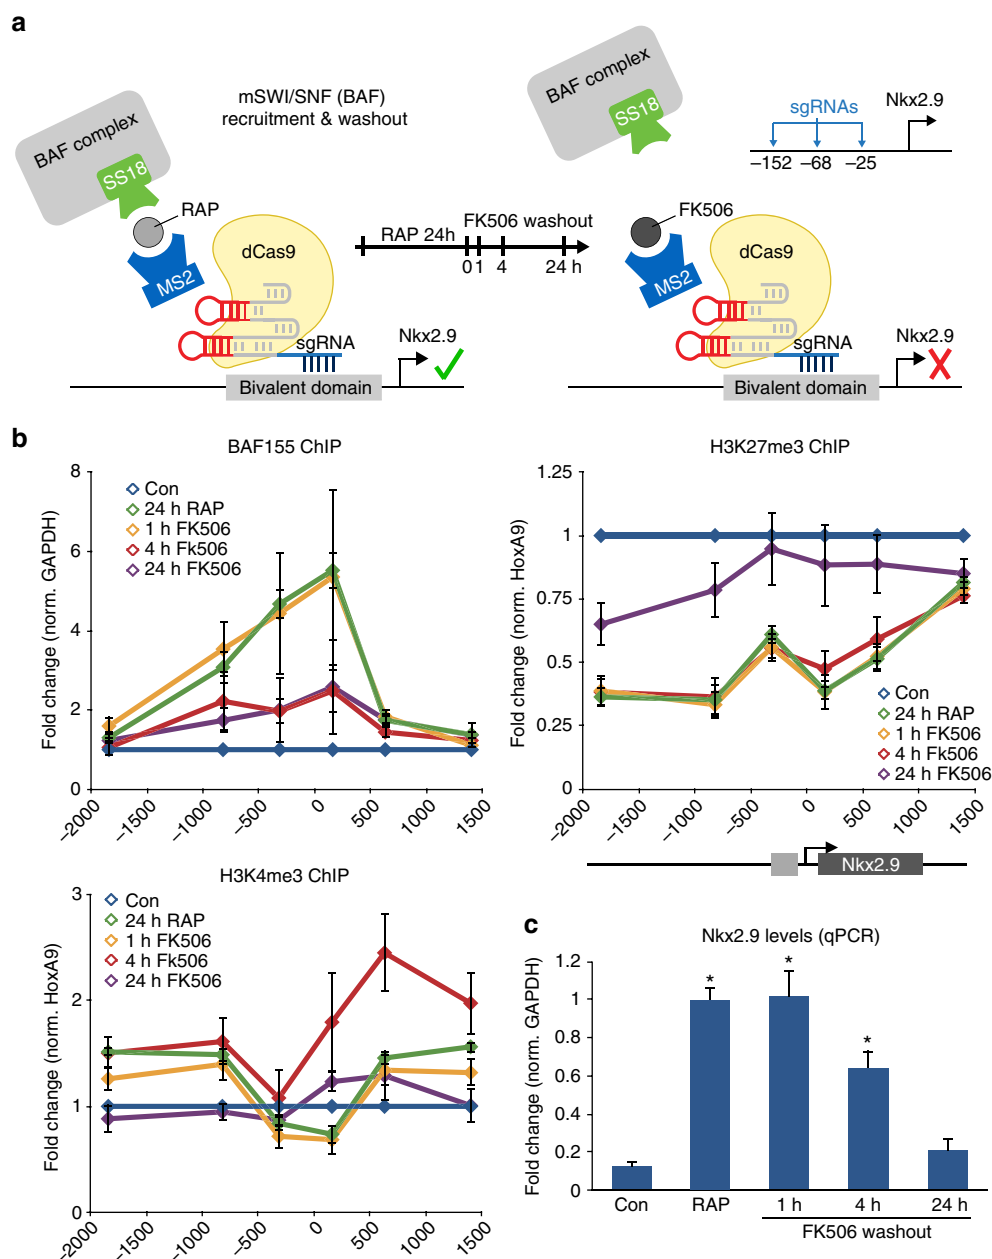 a
mSWI/SNF (BAF)
recruitment & washout
BAF complex
SS18
RAP
MS2
dCas9
sgRNA
Nkx2.9
Bivalent domain
RAP 24h
FK506 washout
0 1 4 24 h
BAF complex
SS18
FK506
MS2
dCas9
sgRNA
Nkx2.9
Bivalent domain
sgRNAs
Nkx2.9
–152 –68 –25
b
BAF155 ChIP
Fold change (norm. GAPDH)
8
6
4
2
0
Con
24 h RAP
1 h FK506
4 h Fk506
24 h FK506
–2000 –1500 –1000 –500 0 500 1000 1500
H3K27me3 ChIP
Fold change (norm. HoxA9)
1.25
1
0.75
0.5
0.25
0
Con
24 h RAP
1 h FK506
4 h FK506
24 h FK506
–2000 –1500 –1000 –500 0 500 1000 1500
Nkx2.9
H3K4me3 ChIP
Fold change (norm. HoxA9)
3
2
1
0
Con
24 h RAP
1 h FK506
4 h Fk506
24 h FK506
–2000 –1500 –1000 –500 0 500 1000 1500
c
Nkx2.9 levels (qPCR)
Fold change (norm. GAPDH)
1.2
1
0.8
0.6
0.4
0.2
0
* * *
Con RAP 1 h 4 h 24 h
FK506 washout